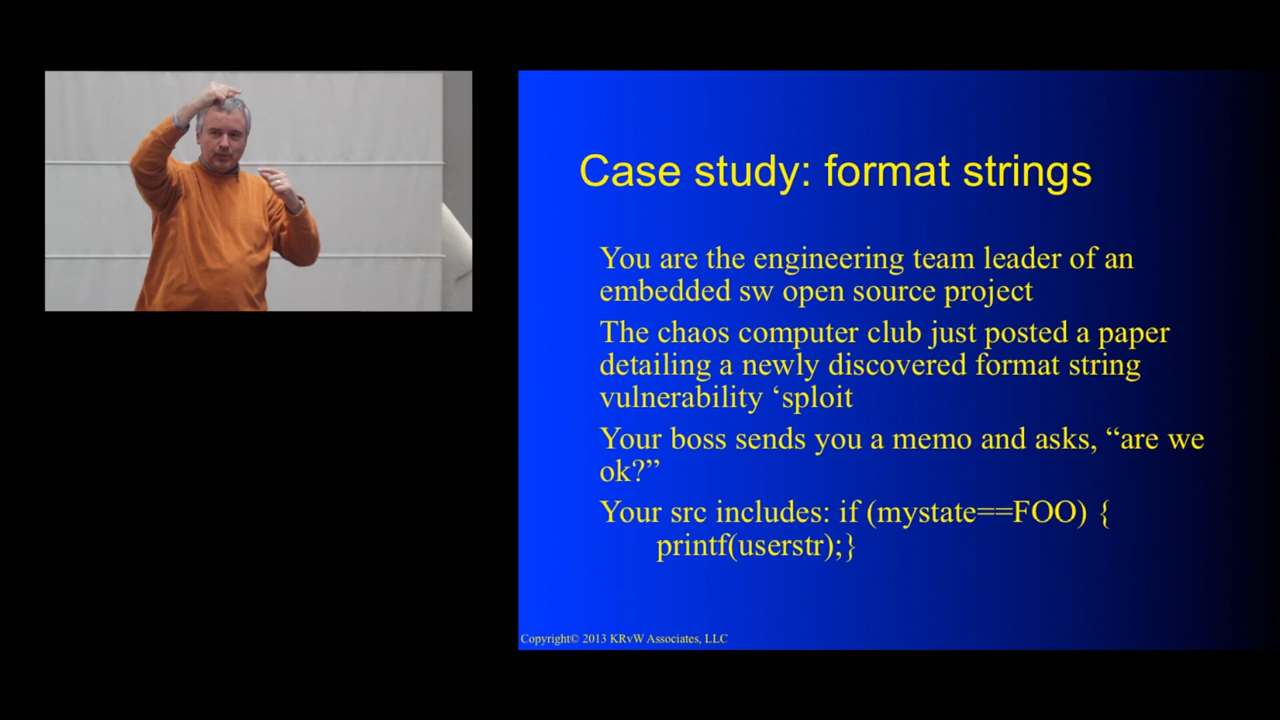 Case study: format strings
You are the engineering team leader of an
embedded sw open source project
The chaos computer club just posted a paper
detailing a newly discovered format string
vulnerability ‘sploit
Your boss sends you a memo and asks, “are we
ok?”
Your src includes: if (mystate==FOO) {
printf(userstr);}
Copyright© 2013 KRvW Associates, LLC